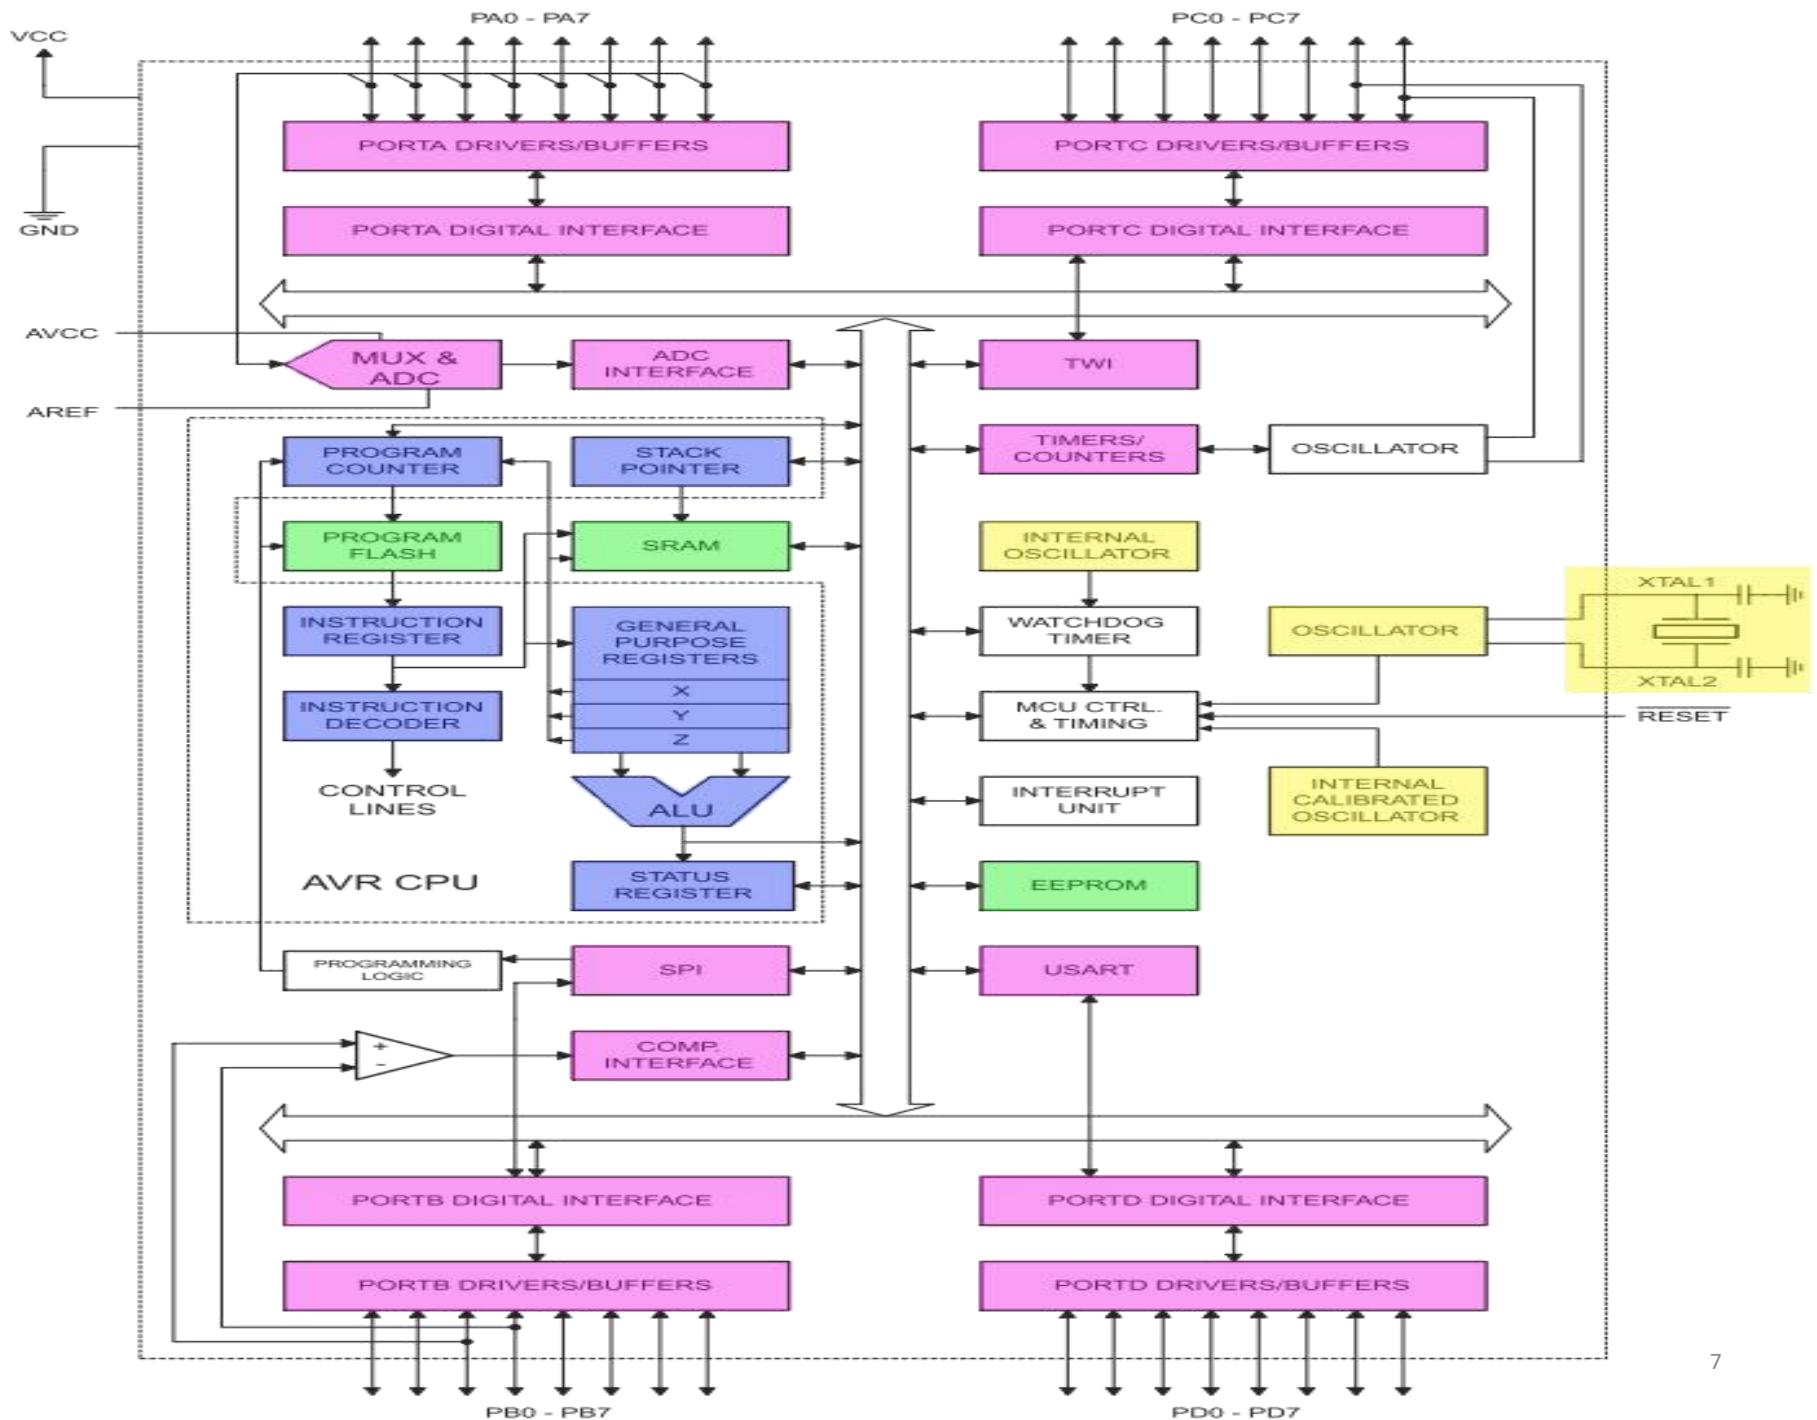 PA0 - PA7
PC0 - PC7
VCC
PORTA DRIVERS/BUFFERS
PORTC DRIVERS/BUFFERS
GND
PORTA DIGITAL INTERFACE
PORTC DIGITAL INTERFACE
AVCC
MUX &
ADC
ADC
INTERFACE
TWI
AREF
PROGRAM
COUNTER
STACK
POINTER
TIMERS/
COUNTERS
OSCILLATOR
PROGRAM
FLASH
SRAM
INTERNAL
OSCILLATOR
XTAL1
INSTRUCTION
REGISTER
GENERAL
PURPOSE
REGISTERS
X
Y
Z
WATCHDOG
TIMER
OSCILLATOR
XTAL2
INSTRUCTION
DECODER
MCU CTRL.
& TIMING
RESET
CONTROL
LINES
ALU
INTERRUPT
UNIT
INTERNAL
CALIBRATED
OSCILLATOR
AVR CPU
STATUS
REGISTER
EEPROM
PROGRAMMING
LOGIC
SPI
USART
+
-
COMP.
INTERFACE
PORTB DIGITAL INTERFACE
PORTD DIGITAL INTERFACE
PORTB DRIVERS/BUFFERS
PORTD DRIVERS/BUFFERS
7
PB0 - PB7
PD0 - PD7